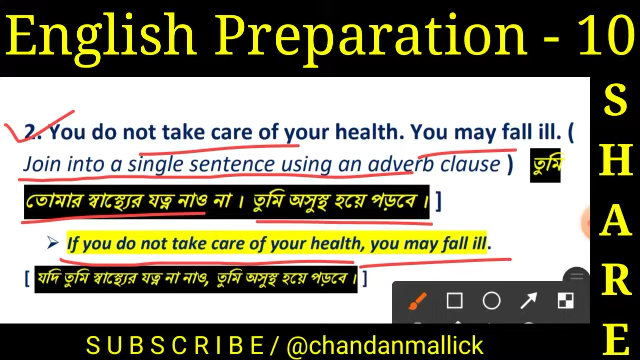 English Preparation - 10
2. You do not take care of your health. You may fall ill. (
Join into a single sentence using an adverb clause ) তুমি
তোমার স্বাস্থ্যের যত্ন নাও না । তুমি অসুস্থ হয়ে পড়বে । ]
➢ If you do not take care of your health, you may fall ill.
[ যদি তুমি স্বাস্থ্যের যত্ন না নাও, তুমি অসুস্থ হয়ে পড়বে । ]
SHARE
SUBSCRIBE / @chandanmallick